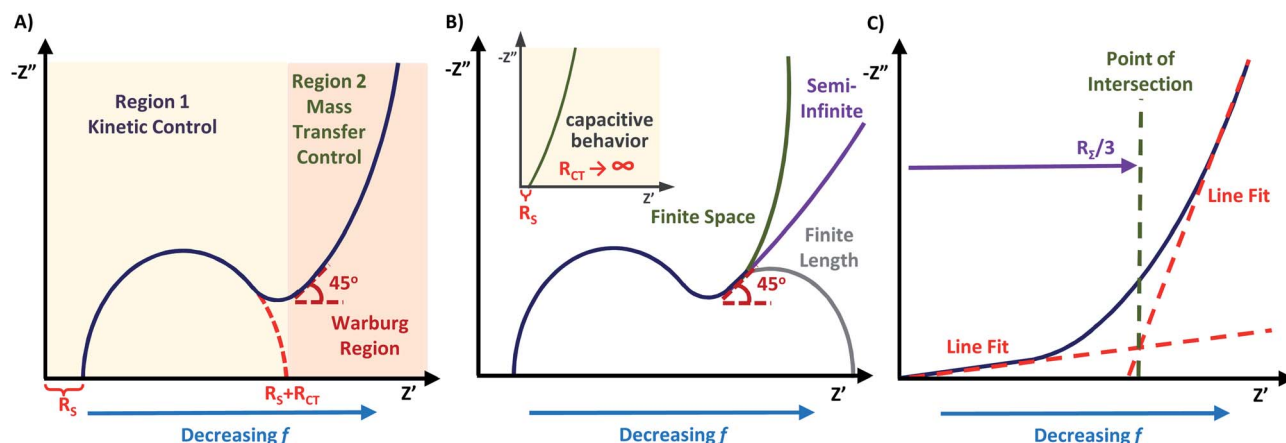 A)
-Z″
Region 1
Kinetic Control
Region 2
Mass
Transfer
Control
45°
Warburg
Region
R_S
R_S+R_CT
Z'
Decreasing f
B)
-Z″
-Z″
capacitive
behavior
R_CT → ∞
Z'
R_S
Semi-
Infinite
Finite Space
Finite
Length
45°
Z'
Decreasing f
C)
-Z″
Point of
Intersection
R_Σ/3
Line Fit
Line Fit
Z'
Decreasing f